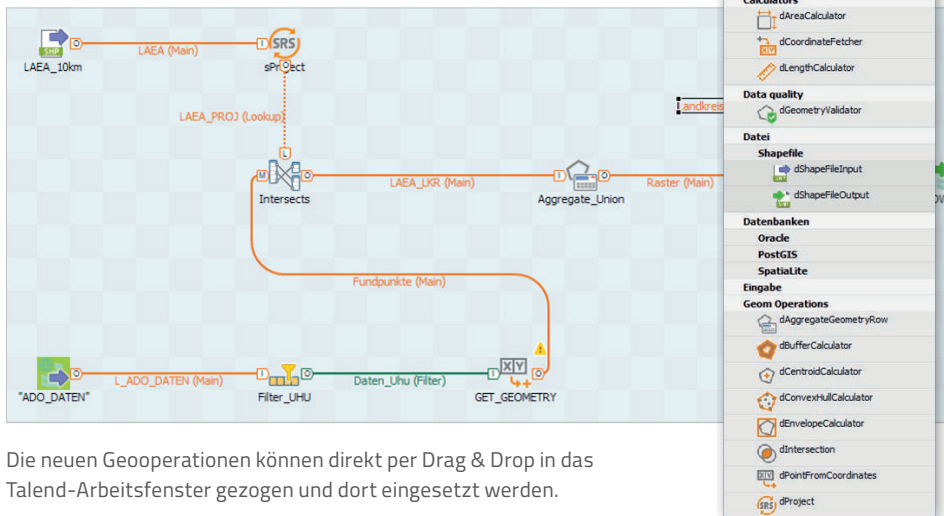 SHP
LAEA_10km
O
LAEA (Main)
I
SRS
sProject
O
LAEA_PROJ (Lookup)
L
M
O
Intersects
LAEA_LKR (Main)
I
O
Aggregate_Union
Raster (Main)
Landkreis
Fundpunkte (Main)
"ADO_DATEN"
O
L_ADO_DATEN (Main)
I
O
Filter_UHU
Daten_Uhu (Filter)
I
X Y
O
GET_GEOMETRY
Calculators
dAreaCalculator
dCoordinateFetcher
dLengthCalculator
Data quality
dGeometryValidator
Datei
Shapefile
dShapeFileInput
dShapeFileOutput
Datenbanken
Oracle
PostGIS
SpatiaLite
Eingabe
Geom Operations
dAggregateGeometryRow
dBufferCalculator
dCentroidCalculator
dConvexHullCalculator
dEnvelopeCalculator
dIntersection
dPointFromCoordinates
SRS dProject
Die neuen Geooperationen können direkt per Drag & Drop in das
Talend-Arbeitsfenster gezogen und dort eingesetzt werden.